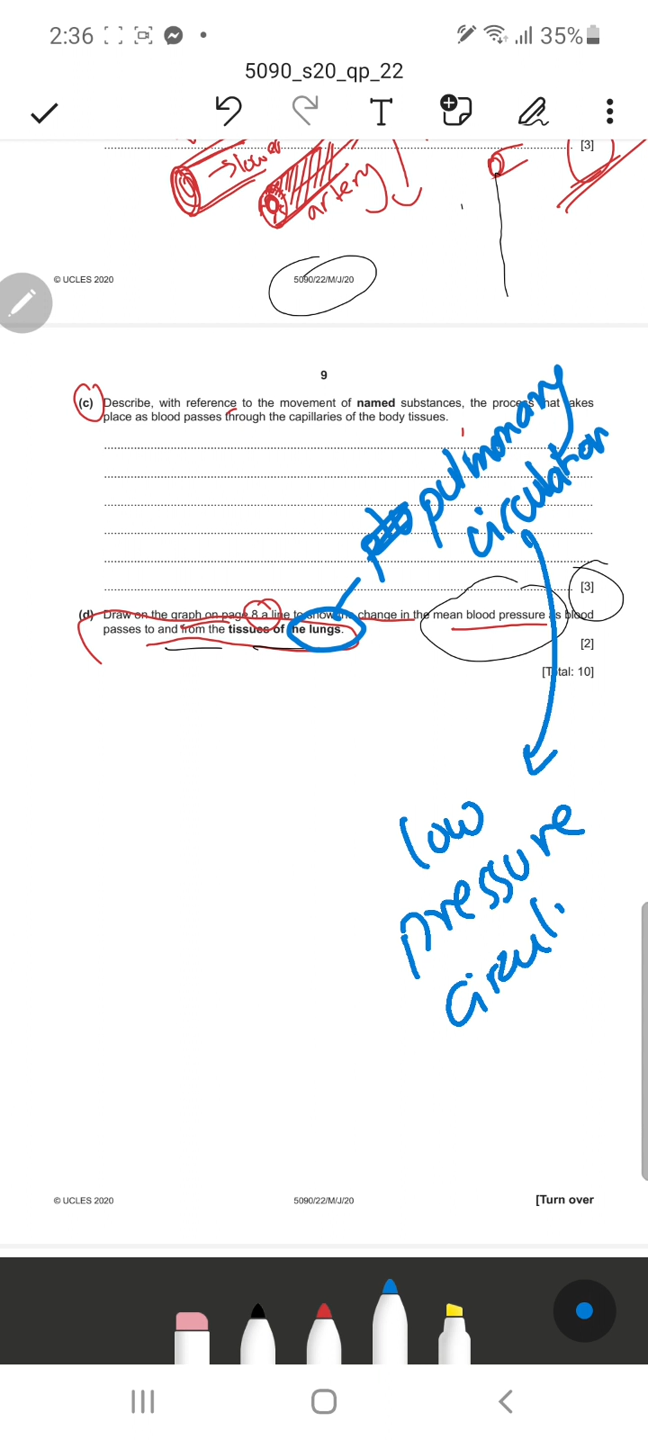 2:36 35%
5090_s20_qp_22
T
[3]
slower
artery
© UCLES 2020 5090/22/M/J/20
9
(c) Describe, with reference to the movement of named substances, the process that takes
place as blood passes through the capillaries of the body tissues.
pulmonary
circulation
[3]
(d) Draw on the graph on page 8 a line to show the change in the mean blood pressure as blood
passes to and from the tissues of the lungs.
[2]
[Total: 10]
low
pressure
Circul.
© UCLES 2020 5090/22/M/J/20 [Turn over